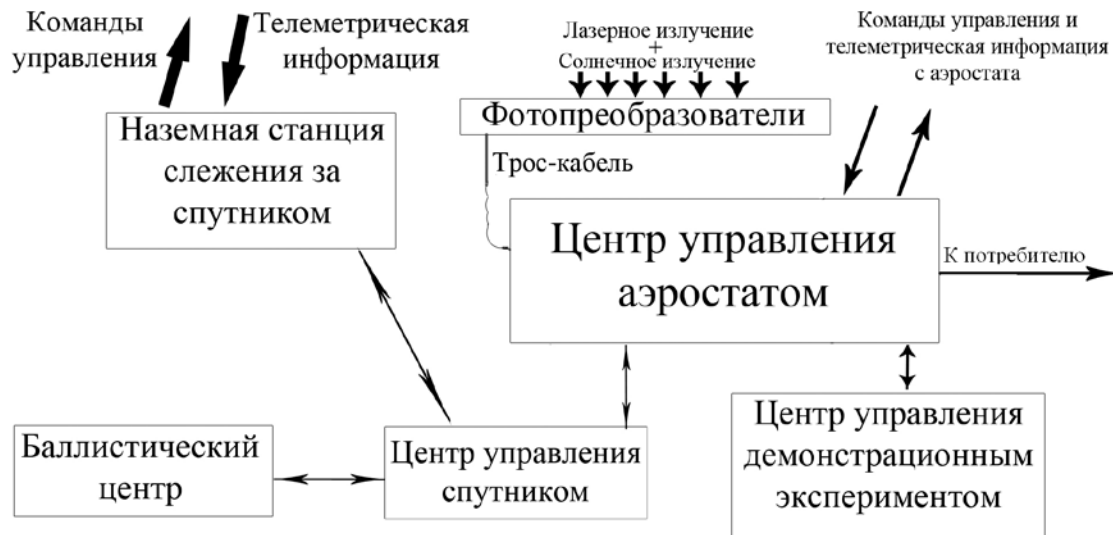 Команды
управления
Телеметрическая
информация
Лазерное излучение
+
Солнечное излучение
Команды управления и
телеметрическая информация
с аэростата
Фотопреобразователи
Наземная станция
слежения за
спутником
Трос-кабель
Центр управления
аэростатом
К потребителю
Баллистический
центр
Центр управления
спутником
Центр управления
демонстрационным
экспериментом